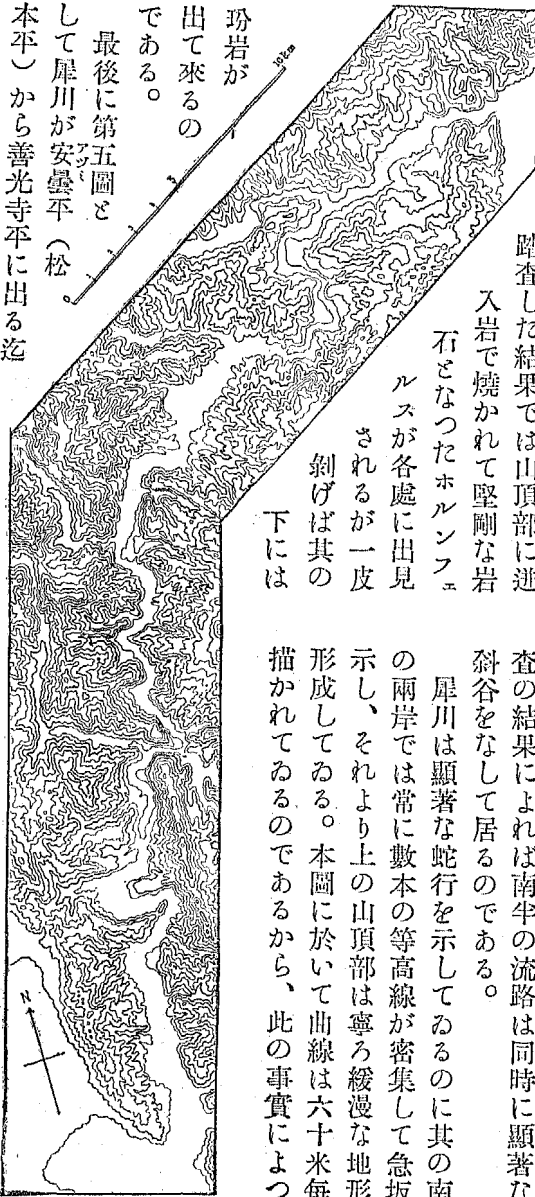 踏査した結果では山頂部に迸
入岩で燒かれて堅剛な岩
石となつたホルンフェ
ルスが各處に出見
されるが一皮
剝げば其の
下には
玢岩が
出て來るの
である。
最後に第五圖と
して犀川が安曇平（松
アヅミ
本平）から善光寺平に出る迄
査の結果によれば南半の流路は同時に顯著な
斜谷をなして居るのである。
犀川は顯著な蛇行を示してゐるのに其の南
の兩岸では常に數本の等高線が密集して急坂
示し、それより上の山頂部は寧ろ緩漫な地形
形成してゐる。本圖に於いて曲線は六十米每
描かれてゐるのであるから、此の事實によつ
10km
N